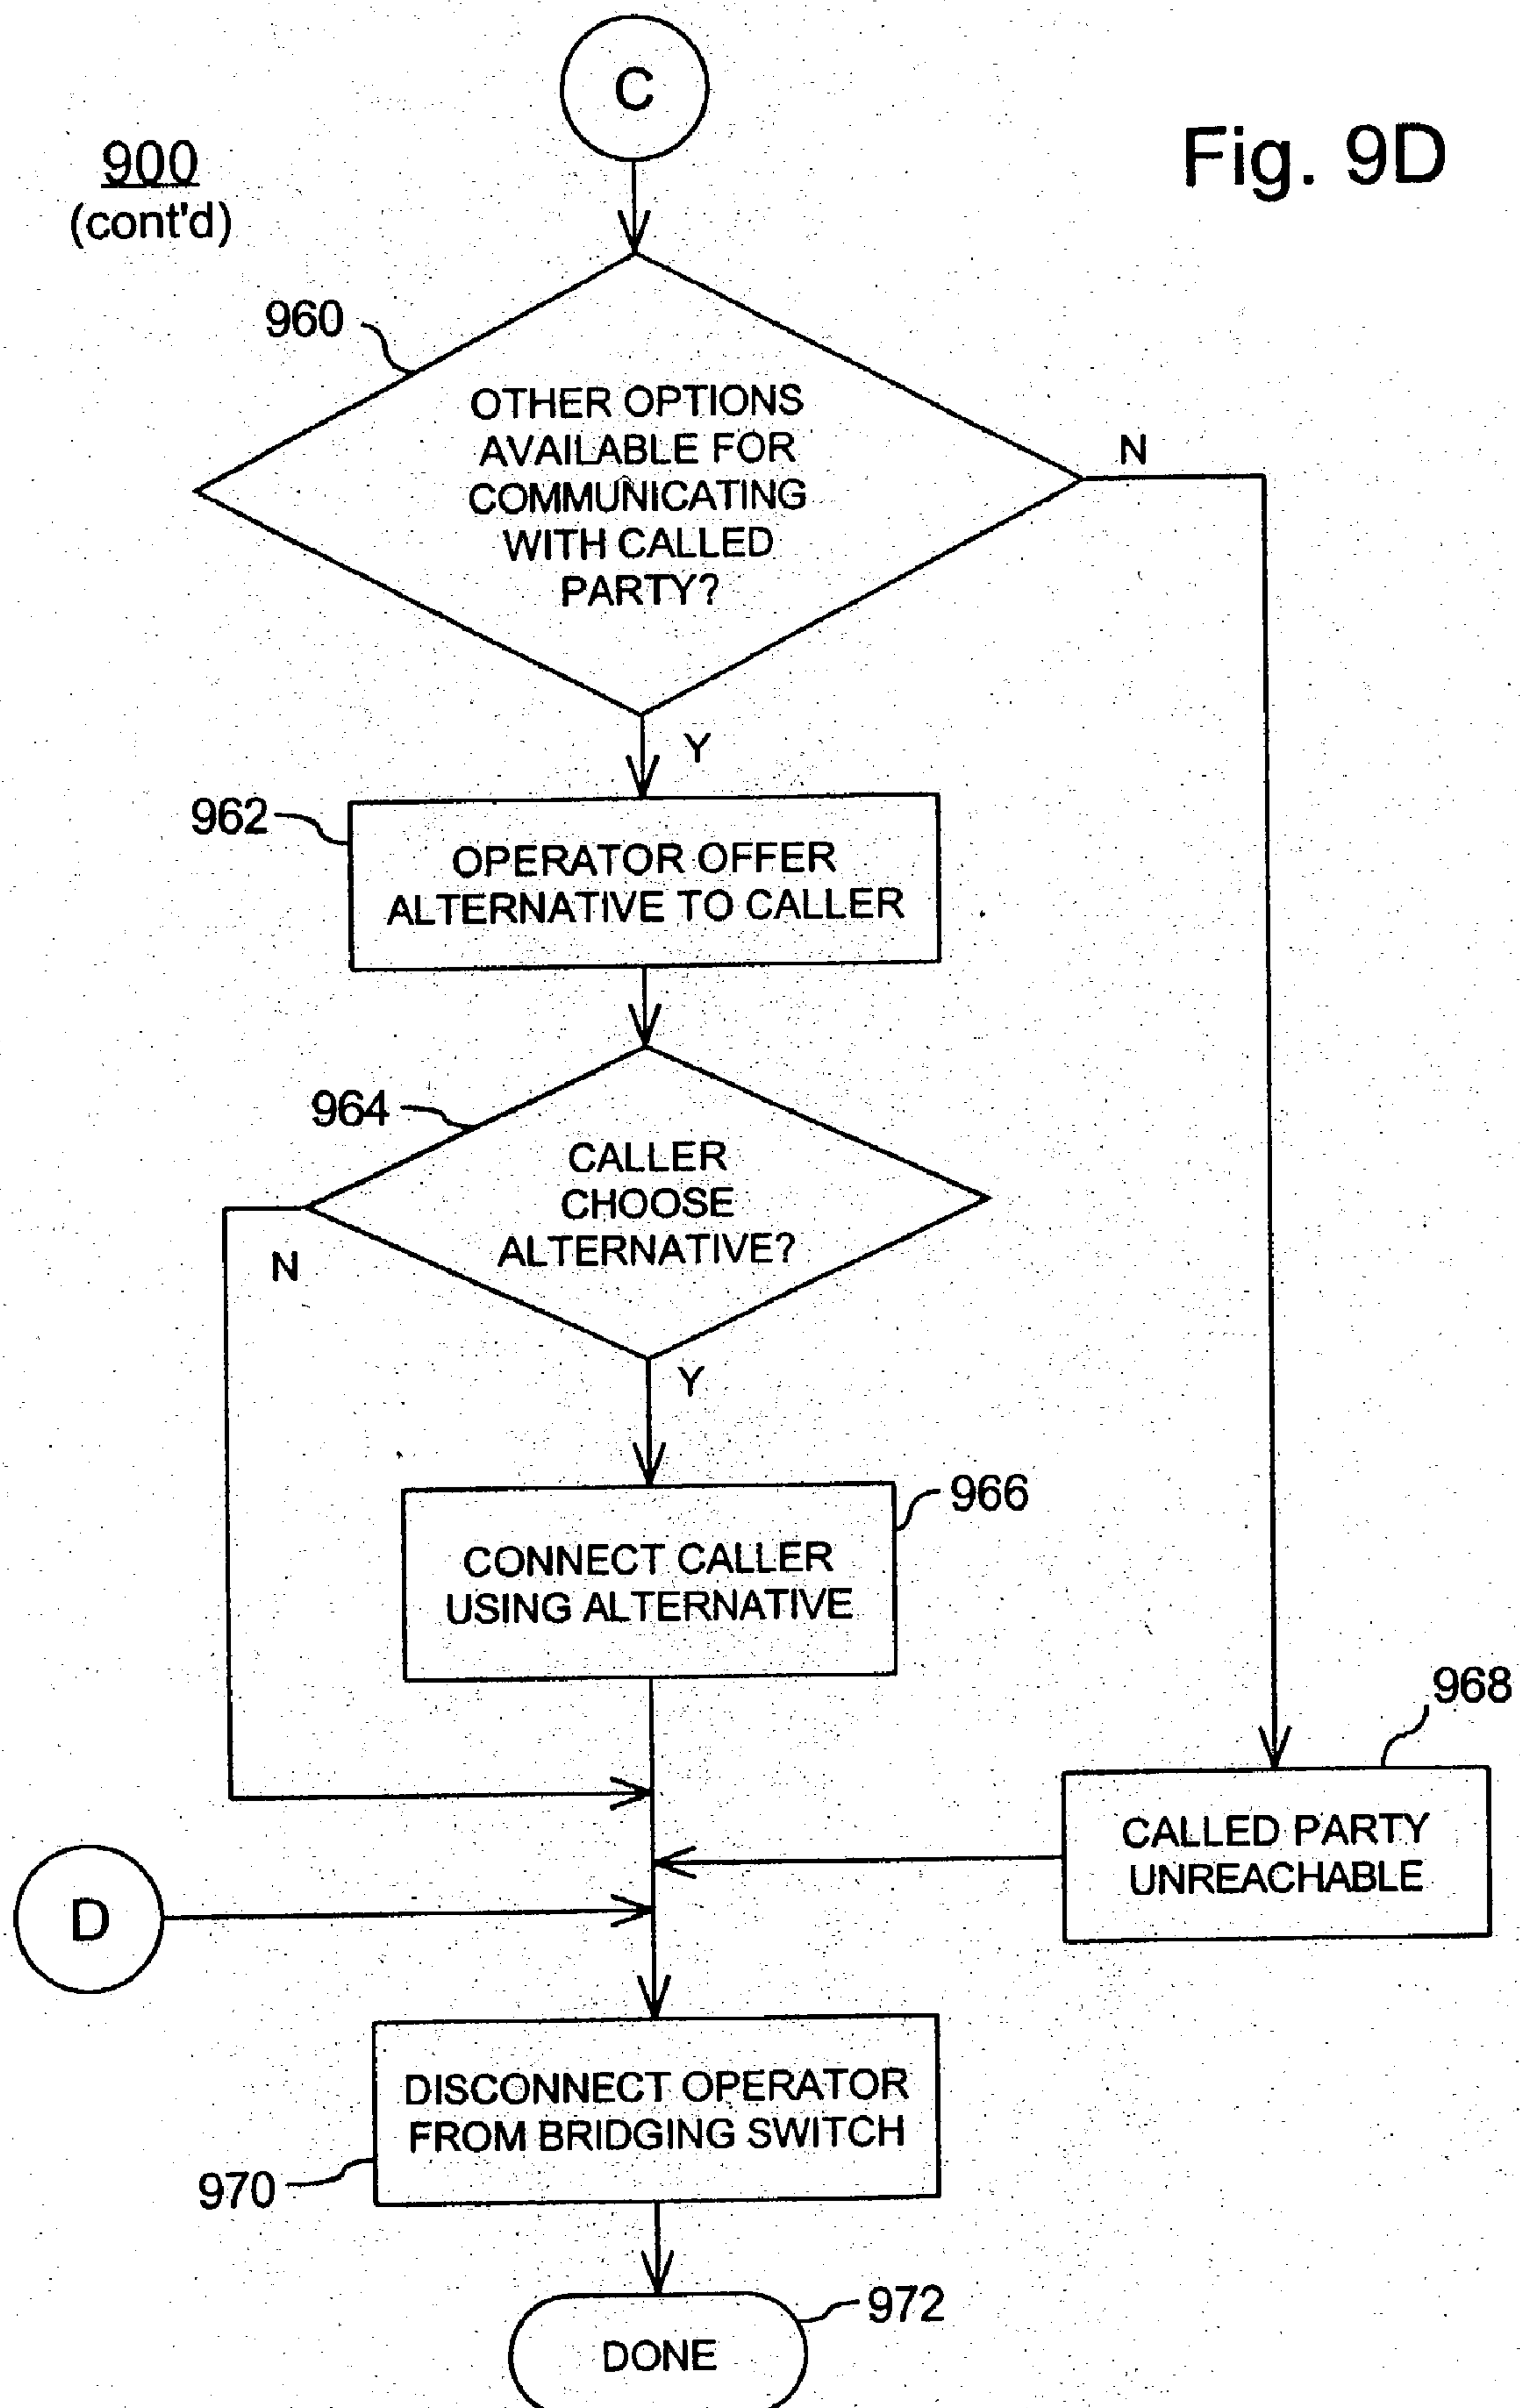 C
Fig. 9D
900
(cont'd)
960
OTHER OPTIONS
AVAILABLE FOR
COMMUNICATING
WITH CALLED
PARTY?
N
Y
962
OPERATOR OFFER
ALTERNATIVE TO CALLER
964
CALLER
CHOOSE
ALTERNATIVE?
N
Y
966
CONNECT CALLER
USING ALTERNATIVE
968
CALLED PARTY
UNREACHABLE
D
DISCONNECT OPERATOR
FROM BRIDGING SWITCH
970
972
DONE